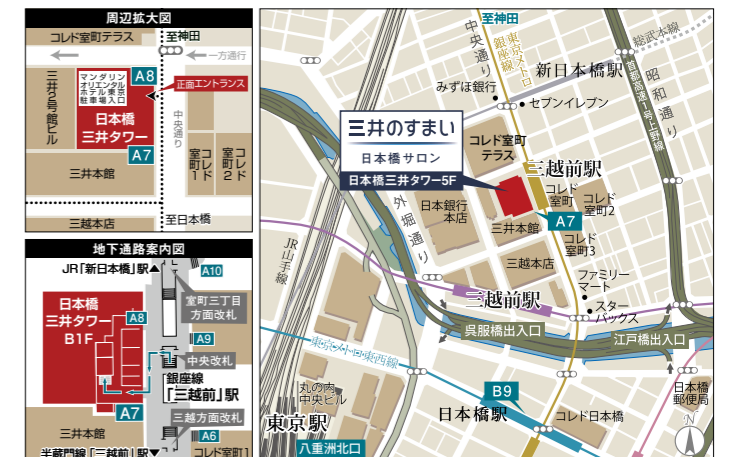 周辺拡大図
コレド室町テラス
至神田
一方通行
三井2号館ビル
マンダリン
オリエンタル
ホテル東京
駐車場入口
A8
正面エントランス
日本橋
三井タワー
A7
中央通り
コレド
室町1
コレド
室町2
三井本館
三越本店
至日本橋
地下通路案内図
JR「新日本橋」駅▲
A10
日本橋
三井タワー
B1F
A8
室町三丁目
方面改札
A9
中央改札
銀座線
「三越前」駅
A7
三越方面改札
三井本館
A6
半蔵門線「三越前」駅▼
コレド室町1
至神田
中央通り
東京メトロ
銀座線
総武本線
新日本橋駅
みずほ銀行
セブンイレブン
首都高速1号上野線
昭和通り
三井のすまい
日本橋サロン
日本橋三井タワー5F
コレド室町
テラス
三越前駅
コレド
室町
コレド
室町2
日本銀行
本店
外堀通り
A7
三井本館
コレド
室町3
JR山手線
三越本店
ファミリー
マート
三越前駅
スター
バックス
呉服橋出入口
江戸橋出入口
東京メトロ東西線
丸の内
中央ビル
B9
日本橋
郵便局
東京駅
日本橋駅
コレド日本橋
N
八重洲北口